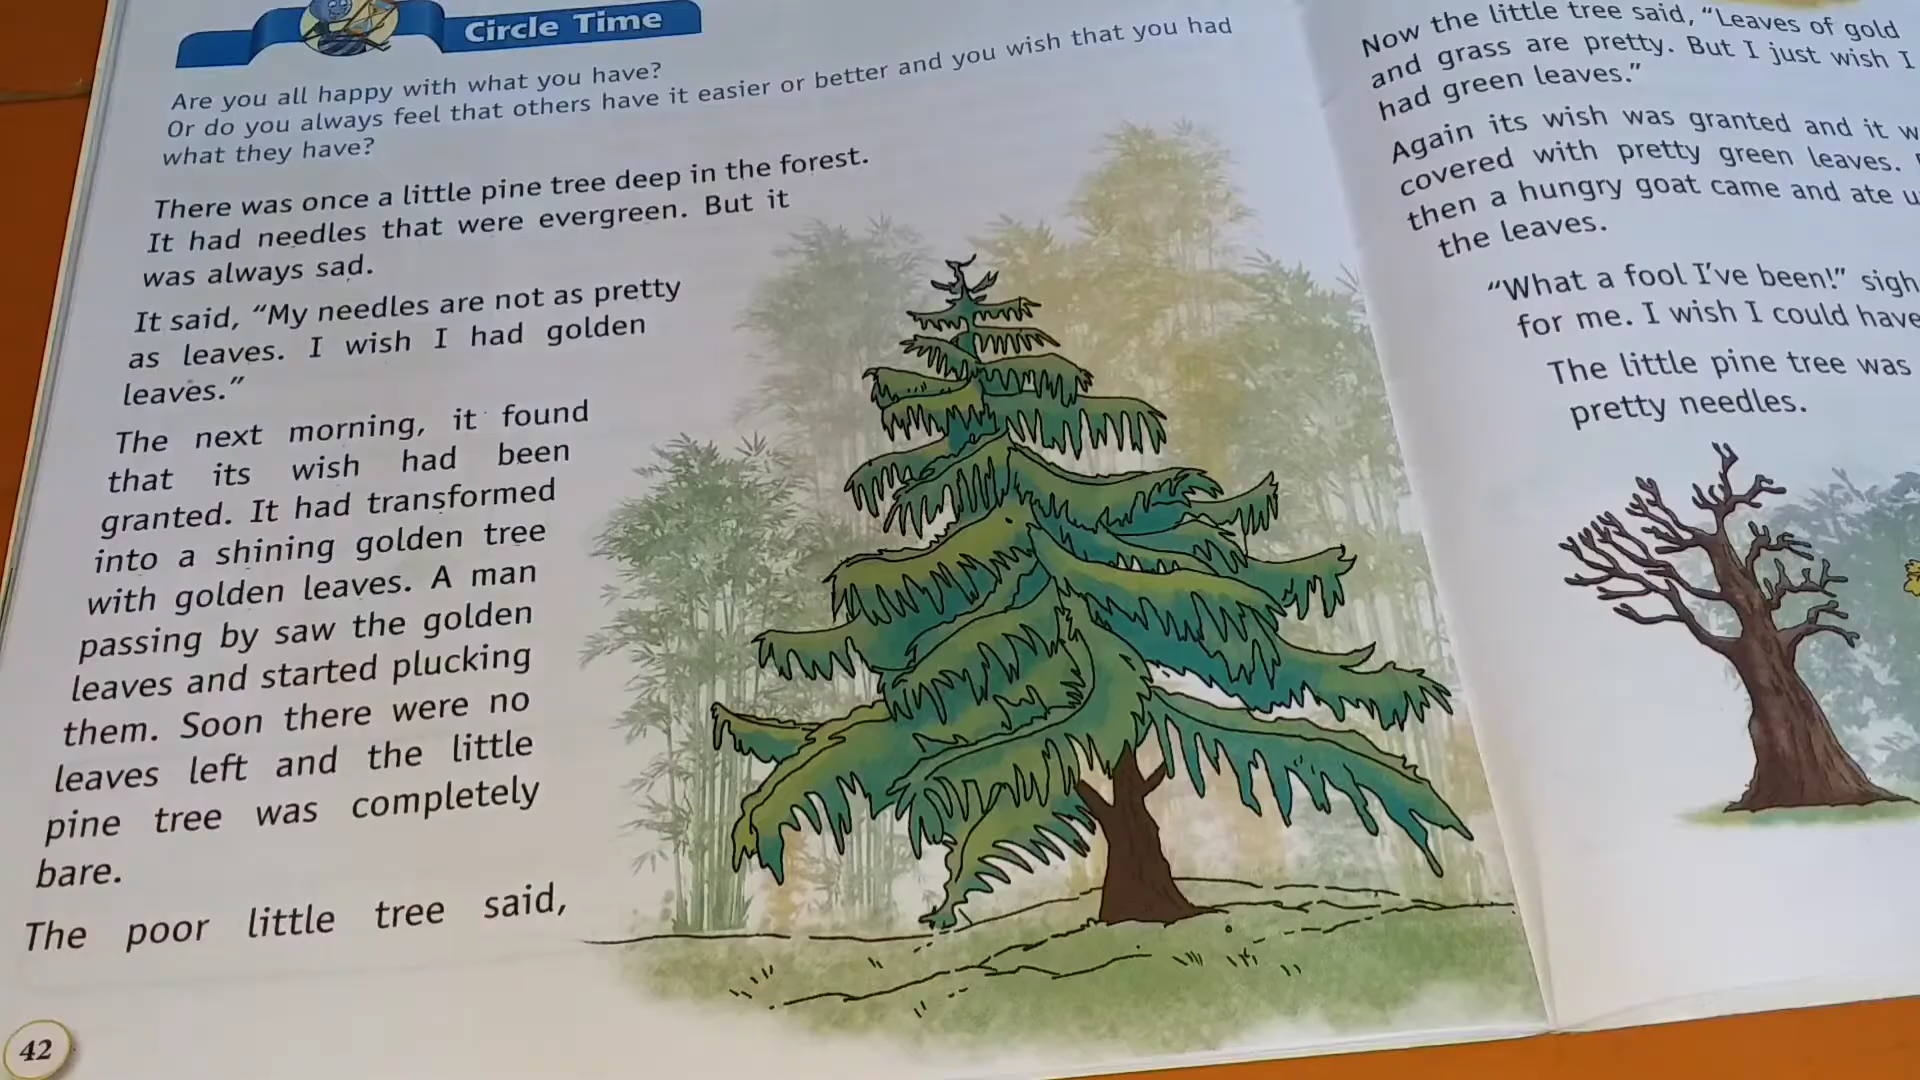 Circle Time
Are you all happy with what you have?
Or do you always feel that others have it easier or better and you wish that you had
what they have?
There was once a little pine tree deep in the forest.
It had needles that were evergreen. But it
was always sad.
It said, “My needles are not as pretty
as leaves. I wish I had golden
leaves.”
The next morning, it found
that its wish had been
granted. It had transformed
into a shining golden tree
with golden leaves. A man
passing by saw the golden
leaves and started plucking
them. Soon there were no
leaves left and the little
pine tree was completely
bare.
The poor little tree said,
42
Now the little tree said, “Leaves of gold
and grass are pretty. But I just wish I
had green leaves.”
Again its wish was granted and it
covered with pretty green leaves.
then a hungry goat came and ate
the leaves.
“What a fool I’ve been!”
for me. I wish I could have
The little pine tree was
pretty needles.